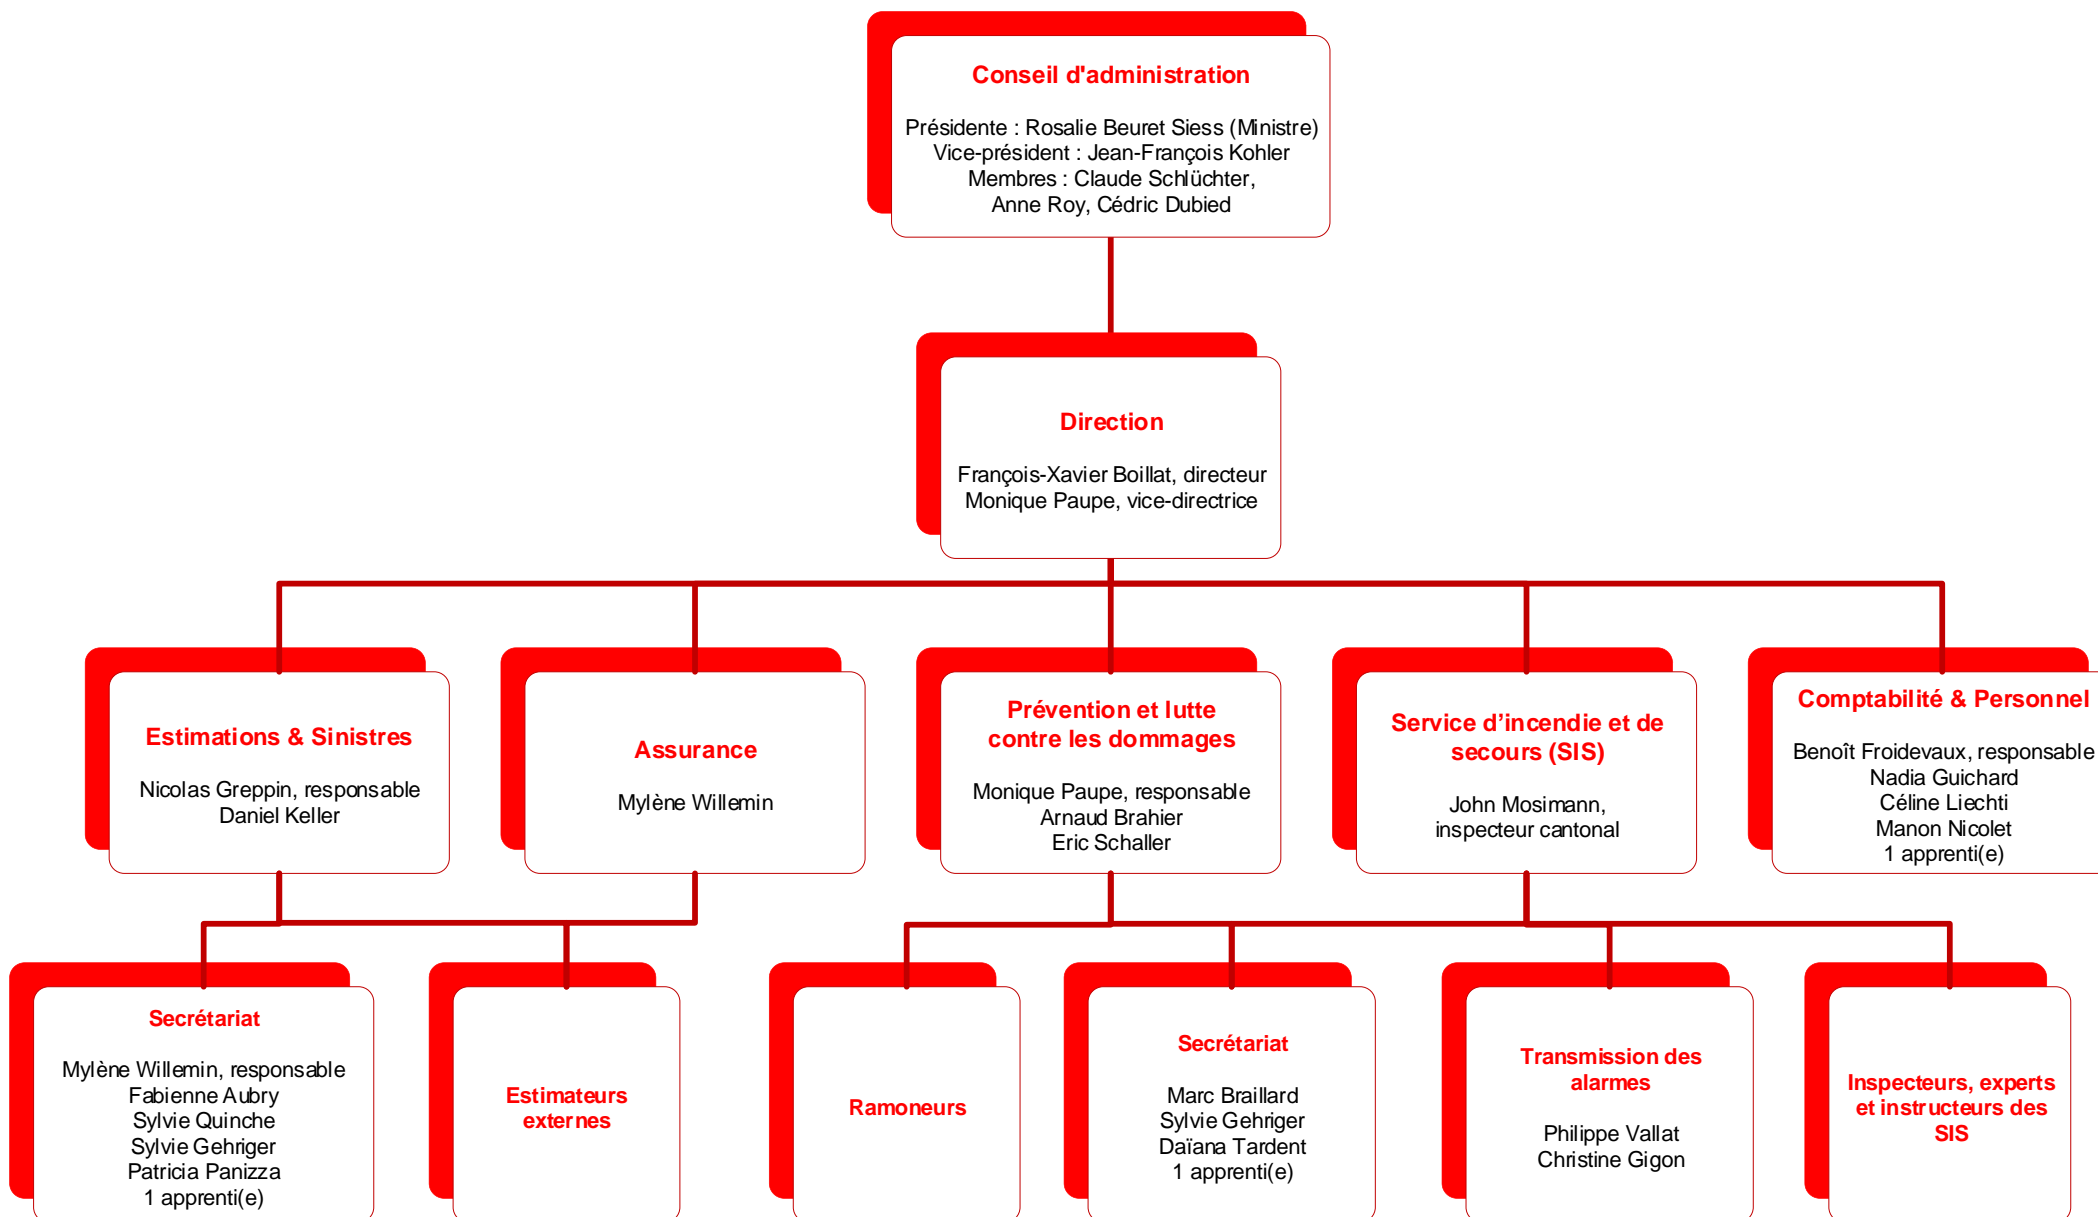 Conseil d'administration
Présidente : Rosalie Beuret Siess (Ministre)
Vice-président : Jean-François Kohler
Membres : Claude Schlüchter,
Anne Roy, Cédric Dubied
Direction
François-Xavier Boillat, directeur
Monique Paupe, vice-directrice
Estimations & Sinistres
Nicolas Greppin, responsable
Daniel Keller
Assurance
Mylène Willemin
Prévention et lutte
contre les dommages
Monique Paupe, responsable
Arnaud Brahier
Eric Schaller
Service d’incendie et de
secours (SIS)
John Mosimann,
inspecteur cantonal
Comptabilité & Personnel
Benoît Froidevaux, responsable
Nadia Guichard
Céline Liechti
Manon Nicolet
1 apprenti(e)
Secrétariat
Mylène Willemin, responsable
Fabienne Aubry
Sylvie Quinche
Sylvie Gehriger
Patricia Panizza
1 apprenti(e)
Estimateurs
externes
Ramoneurs
Secrétariat
Marc Braillard
Sylvie Gehriger
Daïana Tardent
1 apprenti(e)
Transmission des
alarmes
Philippe Vallat
Christine Gigon
Inspecteurs, experts
et instructeurs des
SIS